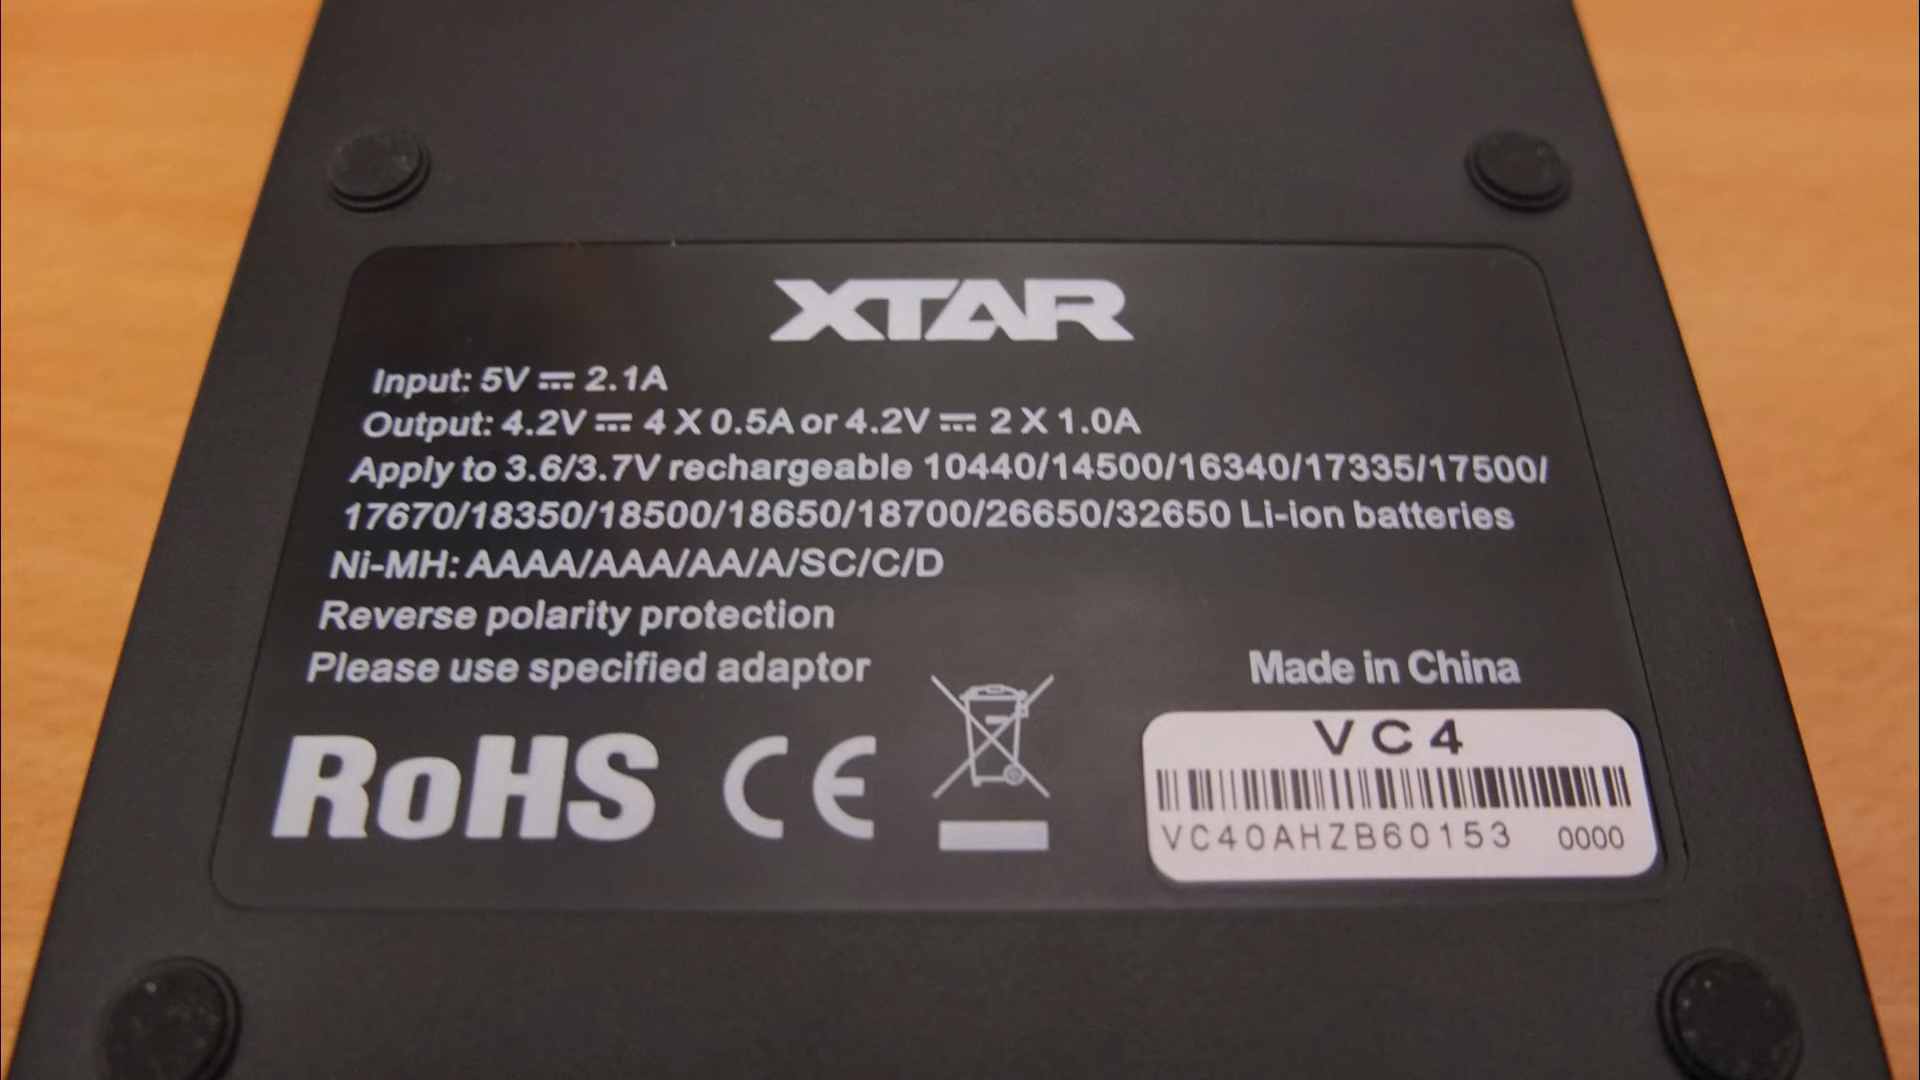 XTAR
Input: 5V ⎓ 2.1A
Output: 4.2V ⎓ 4 X 0.5A or 4.2V ⎓ 2 X 1.0A
Apply to 3.6/3.7V rechargeable 10440/14500/16340/17335/17500/
17670/18350/18500/18650/18700/26650/32650 Li-ion batteries
Ni-MH: AAAA/AAA/AA/A/SC/C/D
Reverse polarity protection
Please use specified adaptor
Made in China
RoHS CE
VC4
VC40AHZB60153 0000